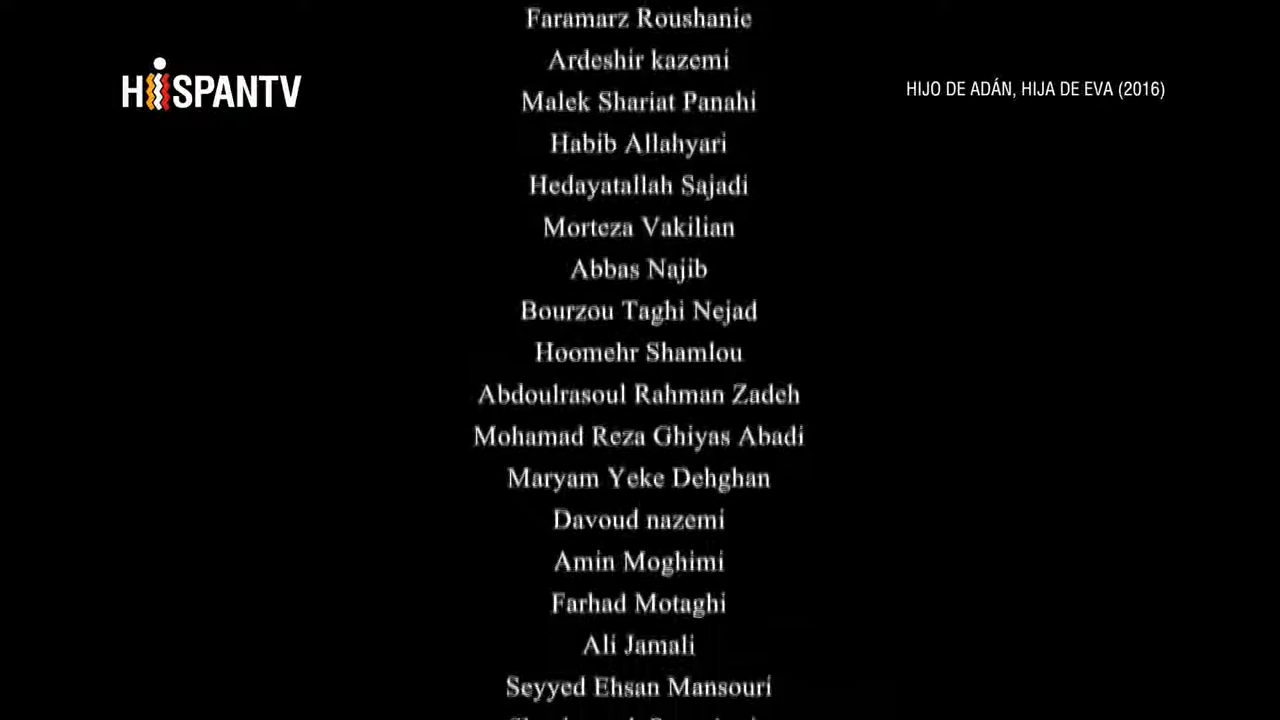 HISPANTV
HIJO DE ADÁN, HIJA DE EVA (2016)
Faramarz Roushanie
Ardeshir kazemi
Malek Shariat Panahi
Habib Allahyari
Hedayatallah Sajadi
Morteza Vakilian
Abbas Najib
Bourzou Taghi Nejad
Hoomehr Shamlou
Abdoulrasoul Rahman Zadeh
Mohamad Reza Ghiyas Abadi
Maryam Yeke Dehghan
Davoud nazemi
Amin Moghimi
Farhad Motaghi
Ali Jamali
Seyyed Ehsan Mansouri